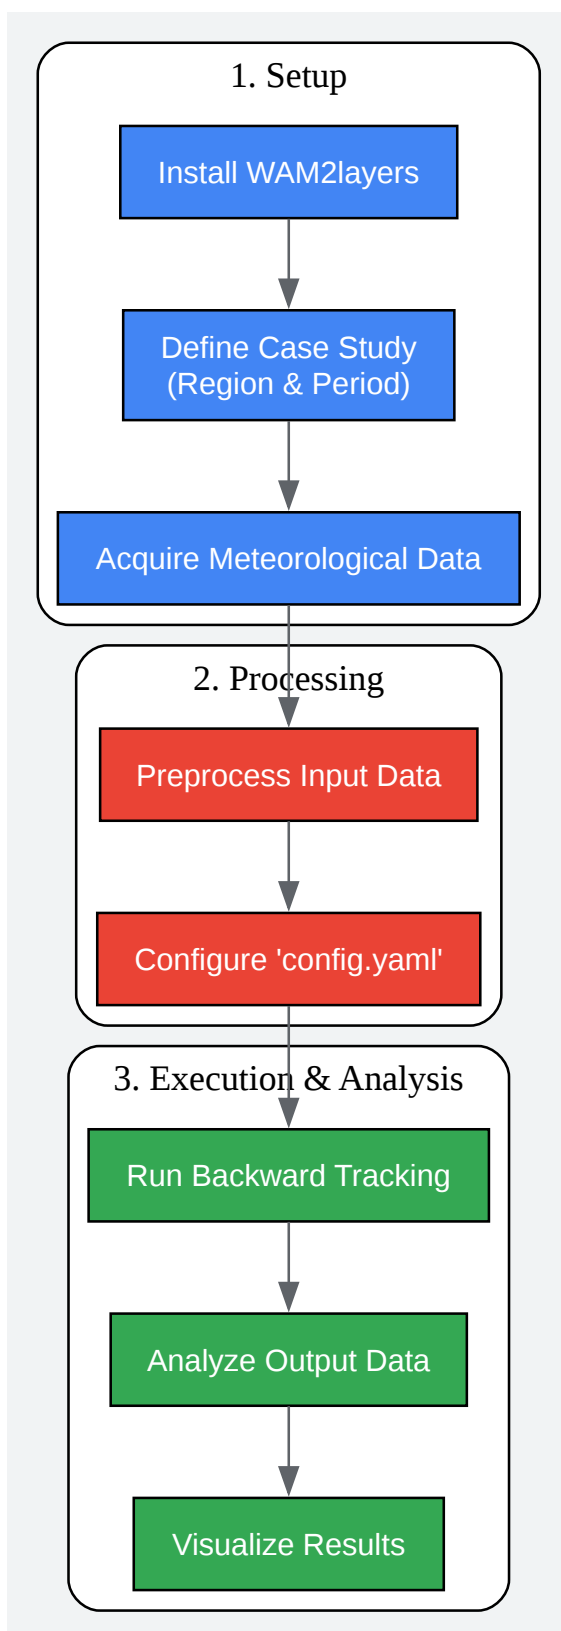 1. Setup
Install WAM2layers
Define Case Study
(Region & Period)
Acquire Meteorological Data
2. Processing
Preprocess Input Data
Configure 'config.yaml'
3. Execution & Analysis
Run Backward Tracking
Analyze Output Data
Visualize Results